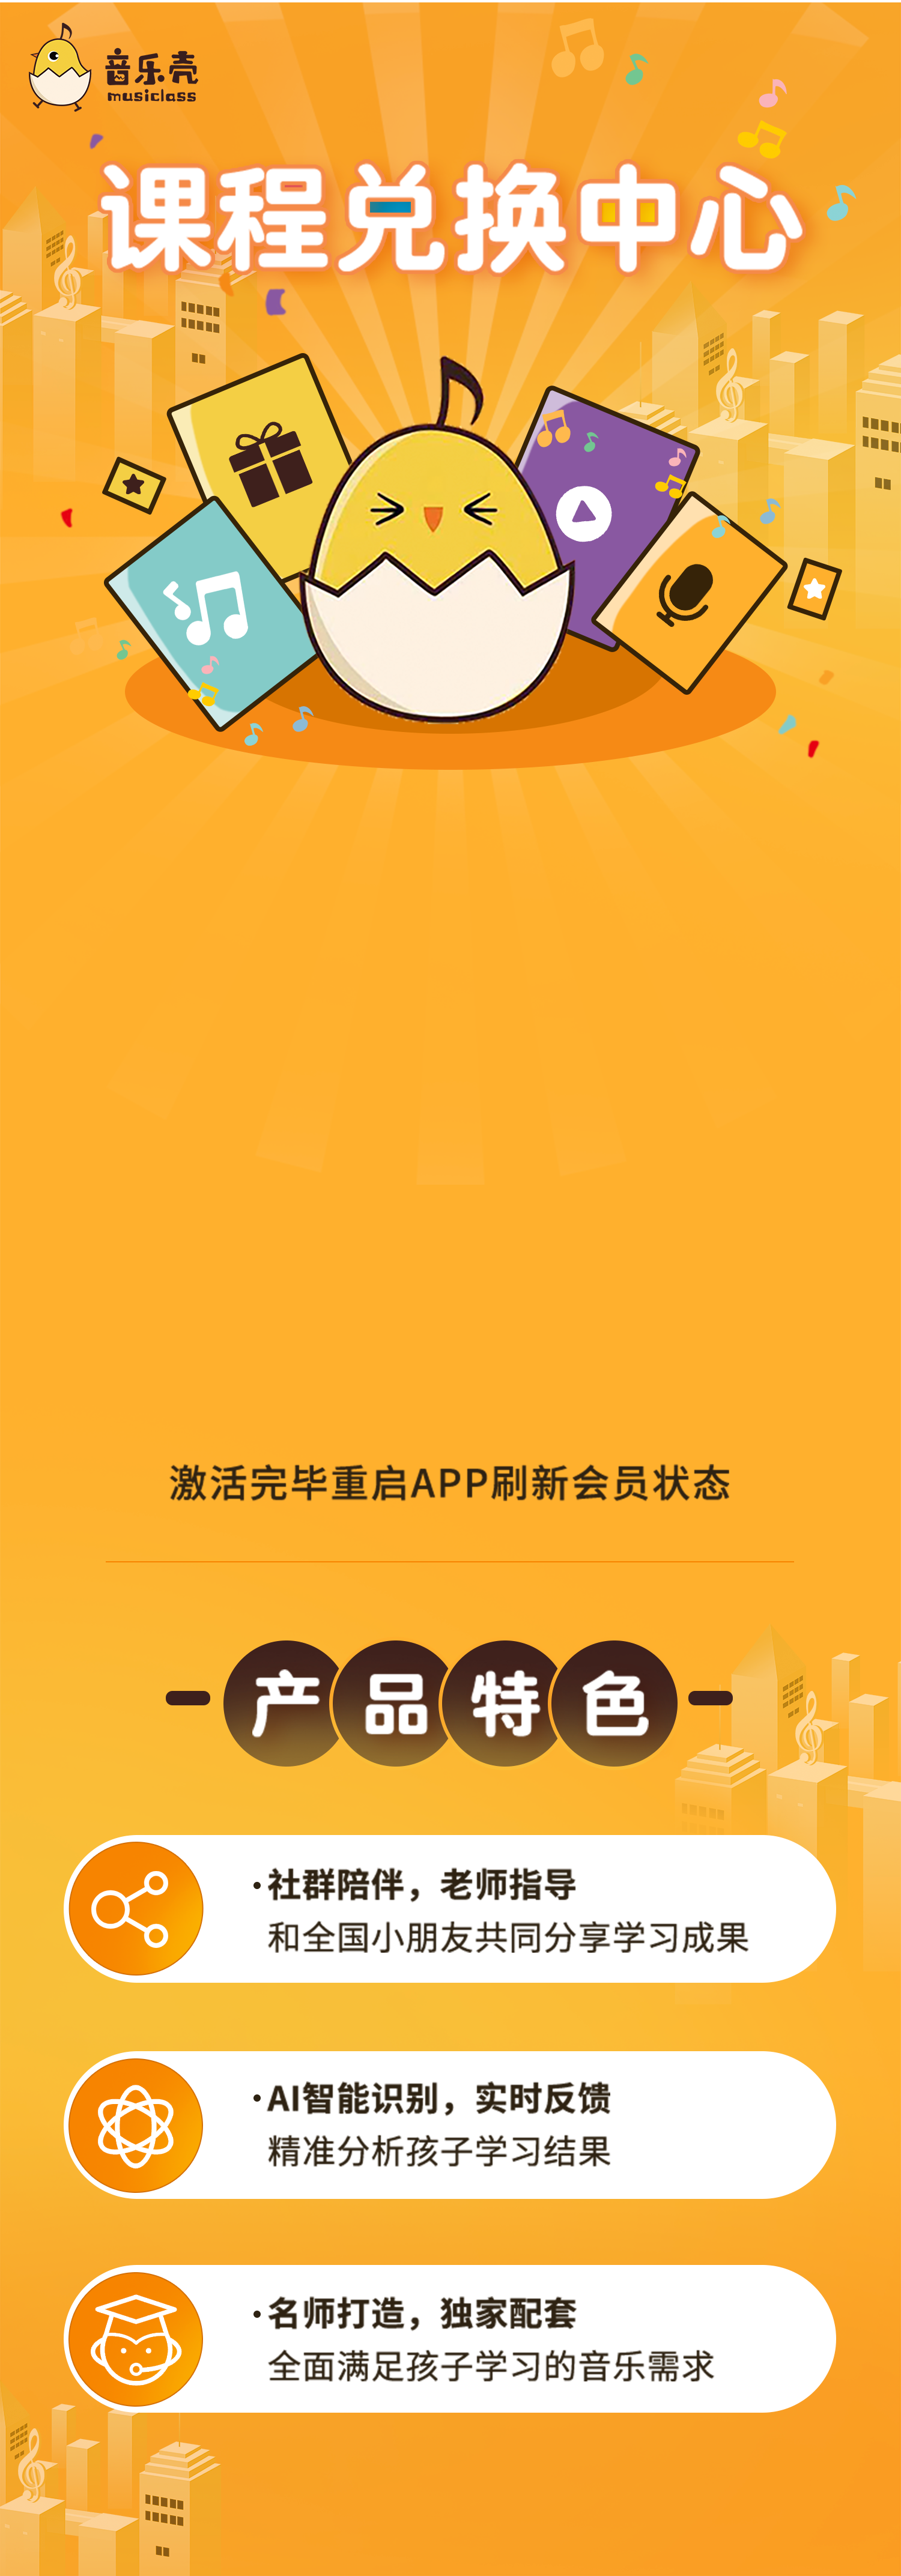 音乐壳
musiclass
课程兑换中心
激活完毕重启APP刷新会员状态
产品特色
·社群陪伴，老师指导
和全国小朋友共同分享学习成果
·AI智能识别，实时反馈
精准分析孩子学习结果
·名师打造，独家配套
全面满足孩子学习的音乐需求